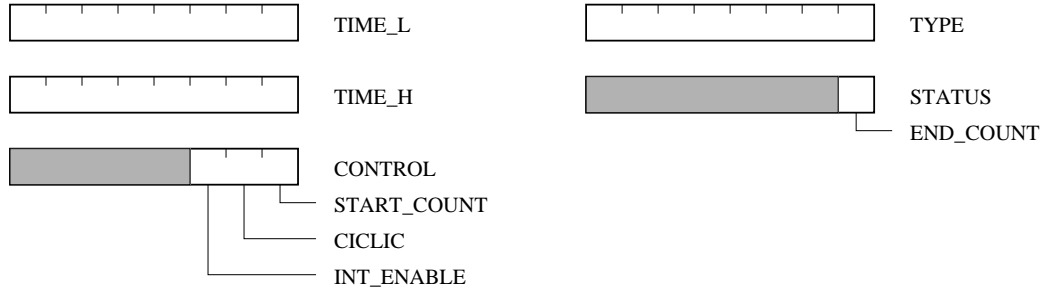 TIME_L
TYPE
TIME_H
STATUS
END_COUNT
CONTROL
START_COUNT
CICLIC
INT_ENABLE